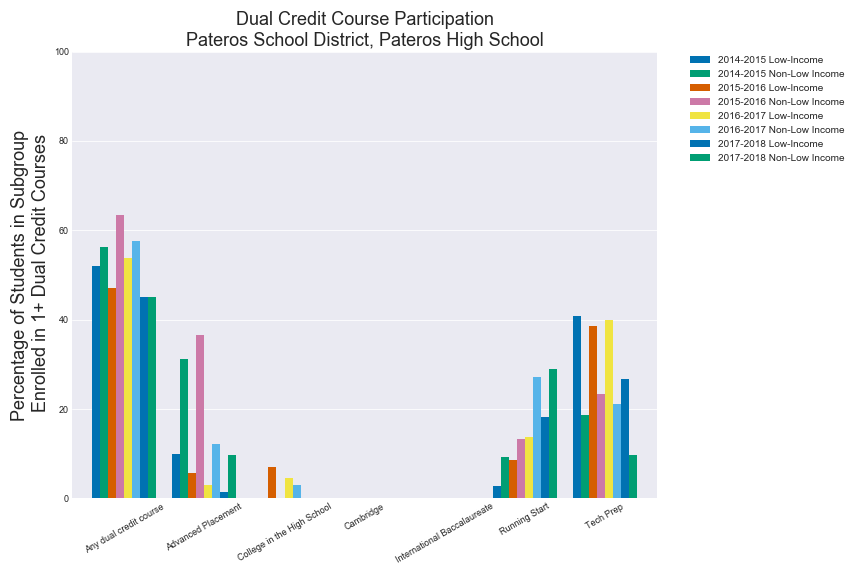 Dual Credit Course Participation
Pateros School District, Pateros High School
Percentage of Students in Subgroup
Enrolled in 1+ Dual Credit Courses
100
80
60
40
20
0
Any dual credit course
Advanced Placement
College in the High School
Cambridge
International Baccalaureate
Running Start
Tech Prep
2014-2015 Low-Income
2014-2015 Non-Low Income
2015-2016 Low-Income
2015-2016 Non-Low Income
2016-2017 Low-Income
2016-2017 Non-Low Income
2017-2018 Low-Income
2017-2018 Non-Low Income